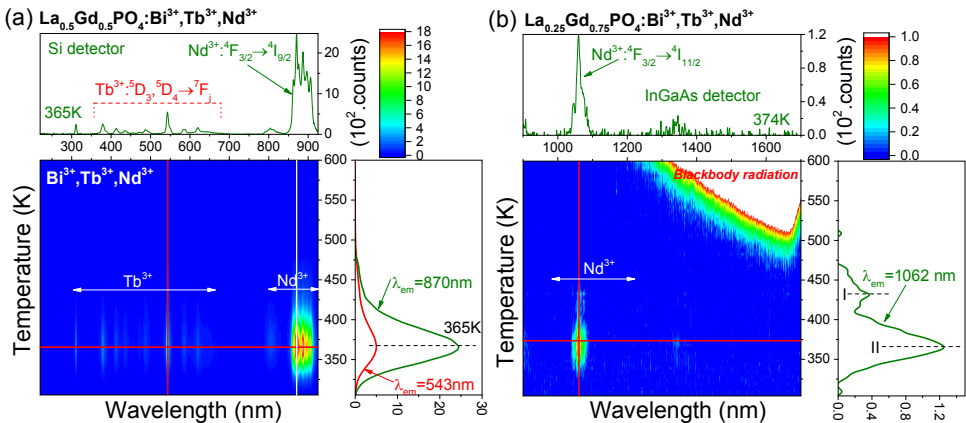 (a) La0.5Gd0.5PO4:Bi3+,Tb3+,Nd3+
Si detector
Nd3+:4F3/2→4I9/2
Tb3+:5D3,5D4→7Fj
365K
20
10
0
300 400 500 600 700 800 900
18
16
14
12
10
8
6
4
2
0
(10².counts)
Bi3+,Tb3+,Nd3+
Temperature (K)
600
550
500
450
400
350
Tb3+
Nd3+
Wavelength (nm)
λem=870nm
365K
λem=543nm
0 10 20 30
(10².counts)
(b) La0.25Gd0.75PO4:Bi3+,Tb3+,Nd3+
Nd3+:4F3/2→4I11/2
InGaAs detector
374K
1.2
0.8
0.4
0.0
1000 1200 1400 1600
1.0
0.8
0.6
0.4
0.2
0.0
(10².counts)
Blackbody radiation
Temperature (K)
600
550
500
450
400
350
Nd3+
Wavelength (nm)
I
λem=1062 nm
II
0.0 0.4 0.8 1.2
(10².counts)